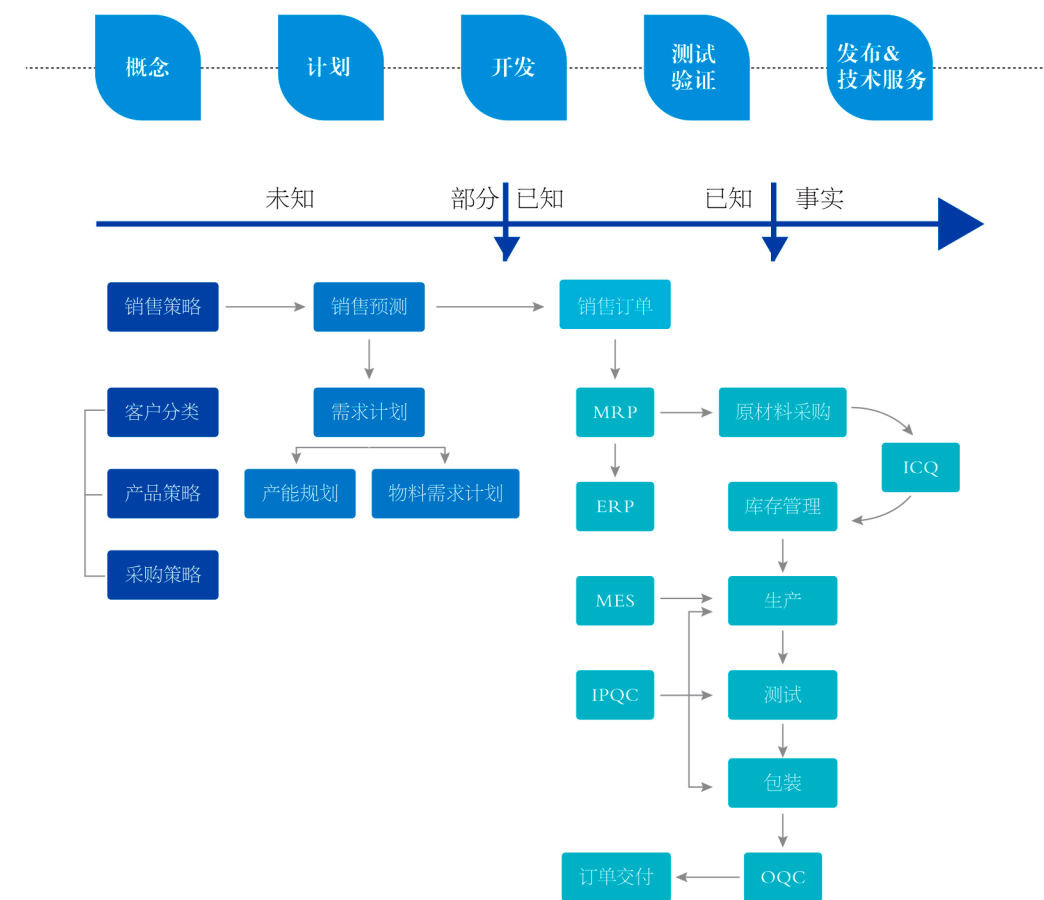 概念
计划
开发
测试
验证
发布&
技术服务
未知
部分
已知
已知
事实
销售策略
销售预测
销售订单
客户分类
需求计划
MRP
原材料采购
ICQ
产品策略
产能规划
物料需求计划
ERP
库存管理
采购策略
MES
生产
IPQC
测试
包装
订单交付
OQC